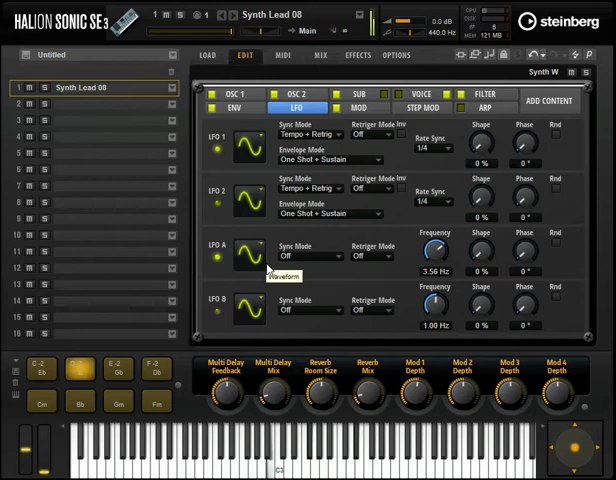 HALION SONIC SE 3
1 M S 1 Synth Lead 08
Main
0.0 dB
440.0 Hz
CPU
DISK
# 6
MEM 121 MB
steinberg
Untitled
LOAD EDIT MIDI MIX EFFECTS OPTIONS
Synth W M S
1 M S Synth Lead 08
2 M S
3 M S
4 M S
5 M S
6 M S
7 M S
8 M S
9 M S
10 M S
11 M S
12 M S
13 M S
14 M S
15 M S
16 M S
OSC 1 OSC 2 SUB VOICE FILTER
ENV LFO MOD STEP MOD ARP
ADD CONTENT
LFO 1 Sync Mode Retrigger Mode Inv Shape Phase Rnd
Tempo + Retrig Off Rate Sync
Envelope Mode 1/4
One Shot + Sustain 0 % 0 °
LFO 2 Sync Mode Retriger Mode Inv Shape Phase Rnd
Tempo + Retrig Off Rate Sync
Envelope Mode 1/4
One Shot + Sustain 0 % 0 °
LFO A Sync Mode Retriger Mode Frequency Shape Phase Rnd
Off Off
Waveform 3.56 Hz 0 % 0 °
LFO B Sync Mode Retriger Mode Frequency Shape Phase Rnd
Off Off
1.00 Hz 0 % 0 °
C -2 Eb
E -2 Gb
F -2 Db
Cm Bb Gm Fm
Multi Delay Feedback
Multi Delay Mix
Reverb Room Size
Reverb Mix
Mod 1 Depth
Mod 2 Depth
Mod 3 Depth
Mod 4 Depth
C3